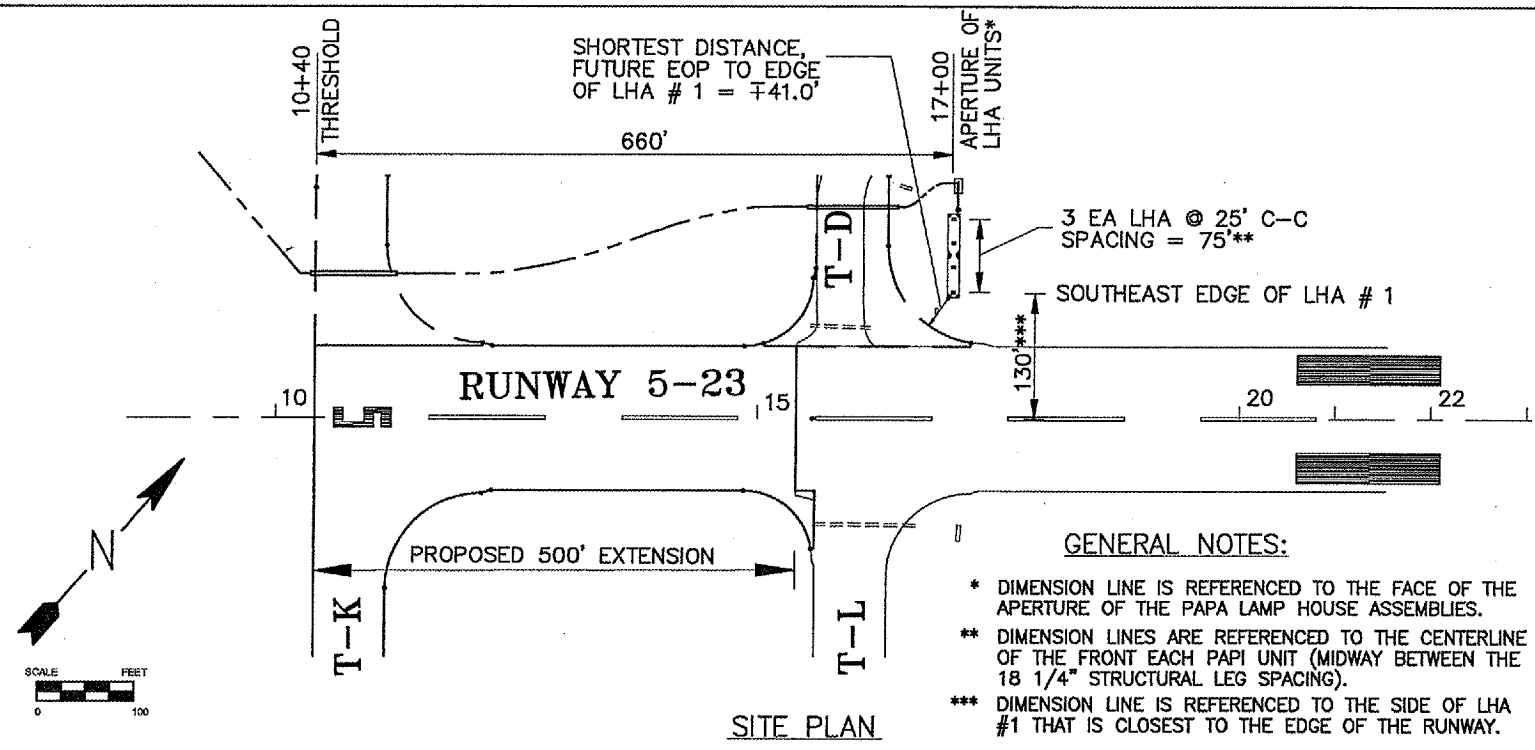 10+40
THRESHOLD
SHORTEST DISTANCE,
FUTURE EOP TO EDGE
OF LHA # 1 = ∓41.0'
17+00
APERTURE OF
LHA UNITS*
660'
T-D
3 EA LHA @ 25' C-C
SPACING = 75'**
SOUTHEAST EDGE OF LHA # 1
130'***
RUNWAY 5-23
10
15
20
22
N
PROPOSED 500' EXTENSION
T-K
T-L
SCALE FEET
0 100
GENERAL NOTES:
* DIMENSION LINE IS REFERENCED TO THE FACE OF THE
APERTURE OF THE PAPA LAMP HOUSE ASSEMBLIES.
** DIMENSION LINES ARE REFERENCED TO THE CENTERLINE
OF THE FRONT EACH PAPI UNIT (MIDWAY BETWEEN THE
18 1/4" STRUCTURAL LEG SPACING).
*** DIMENSION LINE IS REFERENCED TO THE SIDE OF LHA
#1 THAT IS CLOSEST TO THE EDGE OF THE RUNWAY.
SITE PLAN